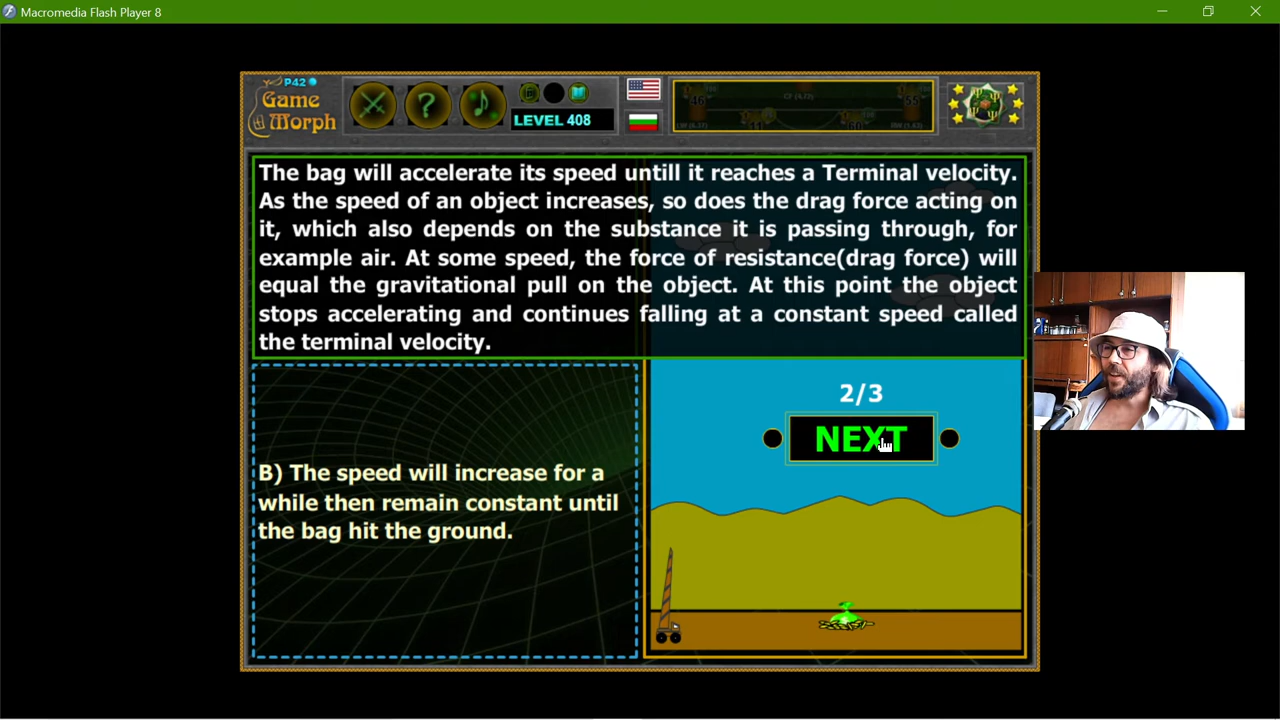 Macromedia Flash Player 8
P42
Game
Morph
LEVEL 408
46
CP (4,72)
55
The bag will accelerate its speed untill it reaches a Terminal velocity.
As the speed of an object increases, so does the drag force acting on
it, which also depends on the substance it is passing through, for
example air. At some speed, the force of resistance(drag force) will
equal the gravitational pull on the object. At this point the object
stops accelerating and continues falling at a constant speed called
the terminal velocity.
2/3
NEXT
B) The speed will increase for a
while then remain constant until
the bag hit the ground.